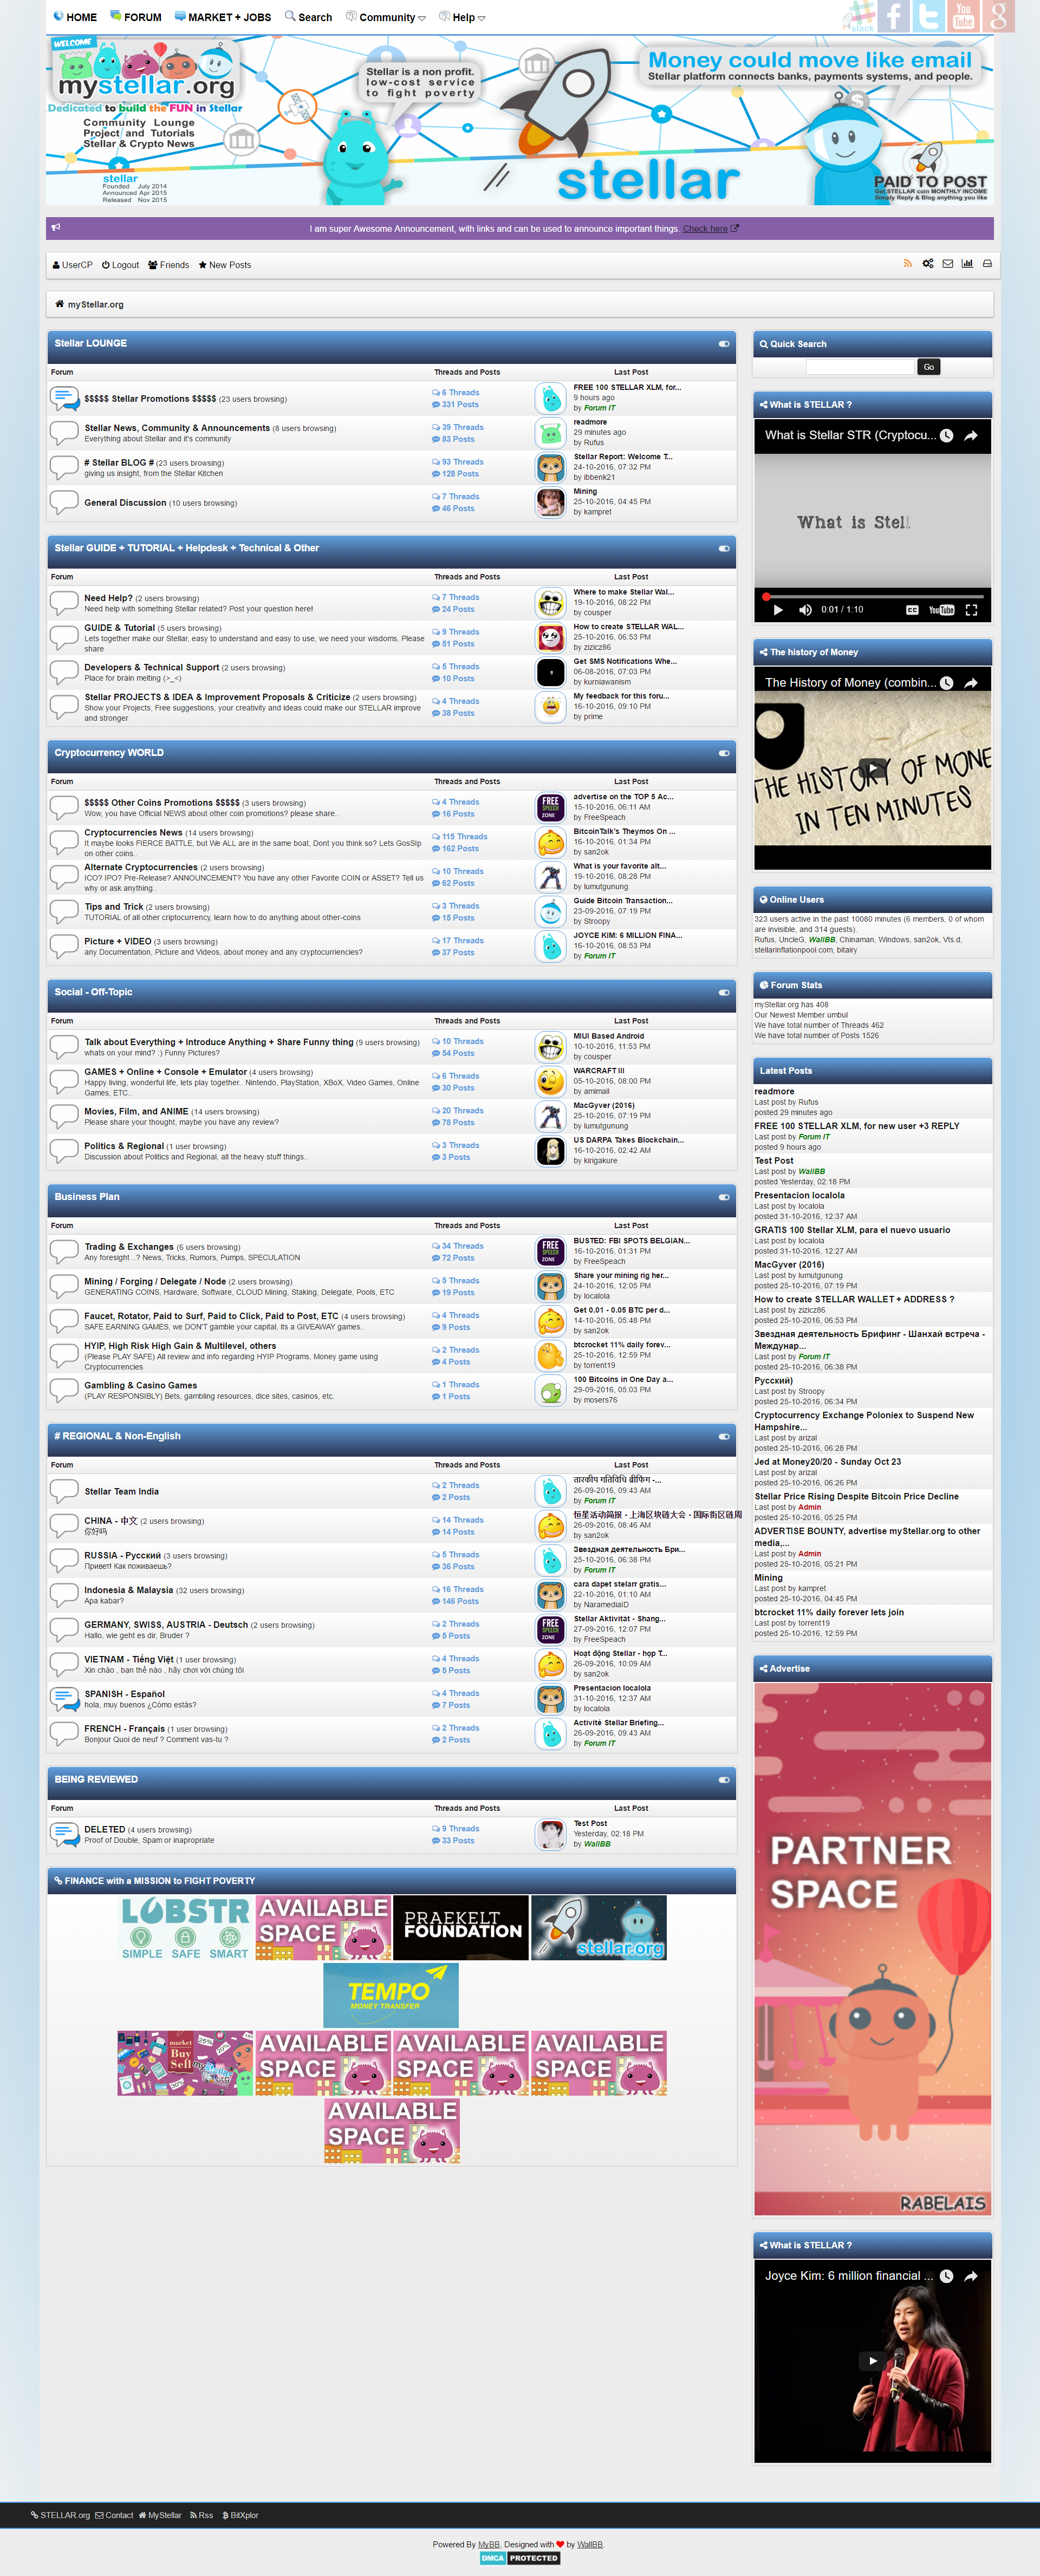 HOME FORUM MARKET + JOBS Search Community Help
slack
WELCOME
mystellar.org
Dedicated to build the FUN in Stellar
Community Lounge
Project and Tutorials
Stellar & Crypto News
stellar
Founded July 2014
Announced Apr 2015
Released Nov 2015
Stellar is a non profit.
low-cost service
to fight poverty
Money could move like email
Stellar platform connects banks, payments systems, and people.
stellar
PAID TO POST
Get STELLAR coin MONTHLY INCOME
Simply Reply & Blog anything you like
I am super Awesome Announcement, with links and can be used to announce important things. Check here
UserCP Logout Friends New Posts
myStellar.org
Stellar LOUNGE
Forum Threads and Posts Last Post
$$$$$ Stellar Promotions $$$$$ (23 users browsing)
6 Threads
331 Posts
FREE 100 STELLAR XLM, for...
9 hours ago
by Forum IT
Stellar News, Community & Announcements (8 users browsing)
Everything about Stellar and it's community
39 Threads
83 Posts
readmore
29 minutes ago
by Rufus
# Stellar BLOG # (23 users browsing)
giving us insight, from the Stellar Kitchen
93 Threads
128 Posts
Stellar Report: Welcome T...
24-10-2016, 07:32 PM
by ibbenk21
General Discussion (10 users browsing)
7 Threads
46 Posts
Mining
25-10-2016, 04:45 PM
by kampret
Stellar GUIDE + TUTORIAL + Helpdesk + Technical & Other
Forum Threads and Posts Last Post
Need Help? (2 users browsing)
Need help with something Stellar related? Post your question here!
7 Threads
24 Posts
Where to make Stellar Wal...
19-10-2016, 08:22 PM
by cousper
GUIDE & Tutorial (5 users browsing)
Lets together make our Stellar, easy to understand and easy to use, we need your wisdoms, Please
share
9 Threads
51 Posts
How to create STELLAR WAL...
25-10-2016, 06:53 PM
by zizicz86
Developers & Technical Support (2 users browsing)
Place for brain melting (>_<)
5 Threads
10 Posts
Get SMS Notifications Whe...
06-08-2016, 07:03 PM
by kurniawanism
Stellar PROJECTS & IDEA & Improvement Proposals & Criticize (2 users browsing)
Show your Projects, Free suggestions, your creativity and ideas could make our STELLAR improve
and stronger
4 Threads
38 Posts
My feedback for this foru...
16-10-2016, 09:10 PM
by prime
Cryptocurrency WORLD
Forum Threads and Posts Last Post
$$$$$ Other Coins Promotions $$$$$ (3 users browsing)
Wow, you have Official NEWS about other coin promotions? please share..
4 Threads
16 Posts
FREE SPEECH ZONE
advertise on the TOP 5 Ac...
15-10-2016, 06:11 AM
by FreeSpeach
Cryptocurrencies News (14 users browsing)
It maybe looks FIERCE BATTLE, but We ALL are in the same boat, Dont you think so? Lets GosSIp
on other coins..
115 Threads
162 Posts
BitcoinTalk's Theymos On ...
16-10-2016, 01:34 PM
by san2ok
Alternate Cryptocurrencies (2 users browsing)
ICO? IPO? Pre-Release? ANNOUNCEMENT? You have any other Favorite COIN or ASSET? Tell us
why or ask anything..
10 Threads
62 Posts
What is your favorite alt...
19-10-2016, 08:28 PM
by lumutgunung
Tips and Trick (2 users browsing)
TUTORIAL of all other criptocurrency, learn how to do anything about other-coins
3 Threads
15 Posts
Guide Bitcoin Transaction...
23-09-2016, 07:19 PM
by Stroopy
Picture + VIDEO (3 users browsing)
any Documentation, Picture and Videos, about money and any cryptocurrencies?
17 Threads
37 Posts
JOYCE KIM: 6 MILLION FINA...
16-10-2016, 08:53 PM
by Forum IT
Social - Off-Topic
Forum Threads and Posts Last Post
Talk about Everything + Introduce Anything + Share Funny thing (9 users browsing)
whats on your mind? :) Funny Pictures?
10 Threads
54 Posts
MIUI Based Android
10-10-2016, 11:53 PM
by cousper
GAMES + Online + Console + Emulator (4 users browsing)
Happy living, wonderful life, lets play together.. Nintendo, PlayStation, XBoX, Video Games, Online
Games, ETC..
6 Threads
30 Posts
WARCRAFT III
05-10-2016, 08:00 PM
by amimail
Movies, Film, and ANIME (14 users browsing)
Please share your thought, maybe you have any review?
20 Threads
78 Posts
MacGyver (2016)
25-10-2016, 07:19 PM
by lumutgunung
Politics & Regional (1 user browsing)
Discussion about Politics and Regional, all the heavy stuff things..
3 Threads
3 Posts
US DARPA Takes Blockchain...
16-10-2016, 02:42 AM
by kirigakure
Business Plan
Forum Threads and Posts Last Post
Trading & Exchanges (6 users browsing)
Any foresight ..? News, Tricks, Rumors, Pumps, SPECULATION
34 Threads
72 Posts
FREE SPEECH ZONE
BUSTED: FBI SPOTS BELGIAN...
16-10-2016, 01:31 PM
by FreeSpeach
Mining / Forging / Delegate / Node (2 users browsing)
GENERATING COINS, Hardware, Software, CLOUD Mining, Staking, Delegate, Pools, ETC
5 Threads
19 Posts
Share your mining rig her...
24-10-2016, 12:05 PM
by localola
Faucet, Rotator, Paid to Surf, Paid to Click, Paid to Post, ETC (4 users browsing)
SAFE EARNING GAMES, we DON'T gamble your capital, its a GIVEAWAY games..
4 Threads
9 Posts
Get 0.01 - 0.05 BTC per d...
14-10-2016, 05:48 PM
by san2ok
HYIP, High Risk High Gain & Multilevel, others
(Please PLAY SAFE) All review and info regarding HYIP Programs, Money game using
Cryptocurrencies
2 Threads
4 Posts
btcrocket 11% daily forev...
25-10-2016, 12:59 PM
by torrent19
Gambling & Casino Games
(PLAY RESPONSIBLY) Bets, gambling resources, dice sites, casinos, etc.
1 Threads
1 Posts
100 Bitcoins in One Day a...
29-09-2016, 05:03 PM
by mosers76
# REGIONAL & Non-English
Forum Threads and Posts Last Post
Stellar Team India
2 Threads
2 Posts
तारकीय गतिविधि ब्रीफिंग -...
26-09-2016, 09:43 AM
by Forum IT
CHINA - 中文 (2 users browsing)
你好吗
14 Threads
14 Posts
恒星活动简报 - 上海区块链大会 - 国际街区链周
26-09-2016, 08:46 AM
by san2ok
RUSSIA - Русский (3 users browsing)
Привет! Как поживаешь?
5 Threads
36 Posts
Звездная деятельность Бри...
25-10-2016, 06:38 PM
by Forum IT
Indonesia & Malaysia (32 users browsing)
Apa kabar?
16 Threads
146 Posts
cara dapet stelarr gratis...
22-10-2016, 01:10 AM
by NaramediaID
GERMANY, SWISS, AUSTRIA - Deutsch (2 users browsing)
Hallo, wie geht es dir, Bruder ?
2 Threads
5 Posts
FREE SPEECH ZONE
Stellar Aktivität - Shang...
27-09-2016, 12:07 PM
by FreeSpeach
VIETNAM - Tiếng Việt (1 user browsing)
Xin chào , bạn thế nào , hãy chơi với chúng tôi
4 Threads
5 Posts
Hoạt động Stellar - họp T...
26-09-2016, 10:09 AM
by san2ok
SPANISH - Español
hola, muy buenos ¿Cómo estás?
4 Threads
7 Posts
Presentacion localola
31-10-2016, 12:37 AM
by localola
FRENCH - Français (1 user browsing)
Bonjour Quoi de neuf ? Comment vas-tu ?
2 Threads
2 Posts
Activité Stellar Briefing...
26-09-2016, 09:43 AM
by Forum IT
BEING REVIEWED
Forum Threads and Posts Last Post
DELETED (4 users browsing)
Proof of Double, Spam or inapropriate
9 Threads
33 Posts
Test Post
Yesterday, 02:18 PM
by WallBB
FINANCE with a MISSION to FIGHT POVERTY
LOBSTR
SIMPLE SAFE SMART
AVAILABLE SPACE
PRAEKELT FOUNDATION
stellar.org
TEMPO
MONEY TRANSFER
market Buy Sell
AVAILABLE SPACE
AVAILABLE SPACE
AVAILABLE SPACE
AVAILABLE SPACE
Quick Search
Go
What is STELLAR ?
What is Stellar STR (Cryptocu...
What is Stell
0:01 / 1:10
YouTube
The history of Money
The History of Money (combin...
THE HISTORY OF MONE
IN TEN MINUTES
Online Users
323 users active in the past 10080 minutes (6 members, 0 of whom
are invisible, and 314 guests).
Rufus, UncleG, WallBB, Chinaman, Windows, san2ok, Vts.d,
stellarinflationpool.com, bitairy
Forum Stats
myStellar.org has 408
Our Newest Member umbul
We have total number of Threads 462
We have total number of Posts 1526
Latest Posts
readmore
Last post by Rufus
posted 29 minutes ago
FREE 100 STELLAR XLM, for new user +3 REPLY
Last post by Forum IT
posted 9 hours ago
Test Post
Last post by WallBB
posted Yesterday, 02:18 PM
Presentacion localola
Last post by localola
posted 31-10-2016, 12:37 AM
GRATIS 100 Stellar XLM, para el nuevo usuario
Last post by localola
posted 31-10-2016, 12:27 AM
MacGyver (2016)
Last post by lumutgunung
posted 25-10-2016, 07:19 PM
How to create STELLAR WALLET + ADDRESS ?
Last post by zizicz86
posted 25-10-2016, 06:53 PM
Звездная деятельность Брифинг - Шанхай встреча -
Междунар...
Last post by Forum IT
posted 25-10-2016, 06:38 PM
Русский)
Last post by Stroopy
posted 25-10-2016, 06:34 PM
Cryptocurrency Exchange Poloniex to Suspend New
Hampshire...
Last post by arizal
posted 25-10-2016, 06:28 PM
Jed at Money20/20 - Sunday Oct 23
Last post by arizal
posted 25-10-2016, 06:26 PM
Stellar Price Rising Despite Bitcoin Price Decline
Last post by Admin
posted 25-10-2016, 05:25 PM
ADVERTISE BOUNTY, advertise myStellar.org to other
media,...
Last post by Admin
posted 25-10-2016, 05:21 PM
Mining
Last post by kampret
posted 25-10-2016, 04:45 PM
btcrocket 11% daily forever lets join
Last post by torrent19
posted 25-10-2016, 12:59 PM
Advertise
PARTNER
SPACE
RABELAIS
What is STELLAR ?
Joyce Kim: 6 million financial ...
STELLAR.org Contact MyStellar Rss BitXplor
Powered By MyBB, Designed with by WallBB.
DMCA PROTECTED